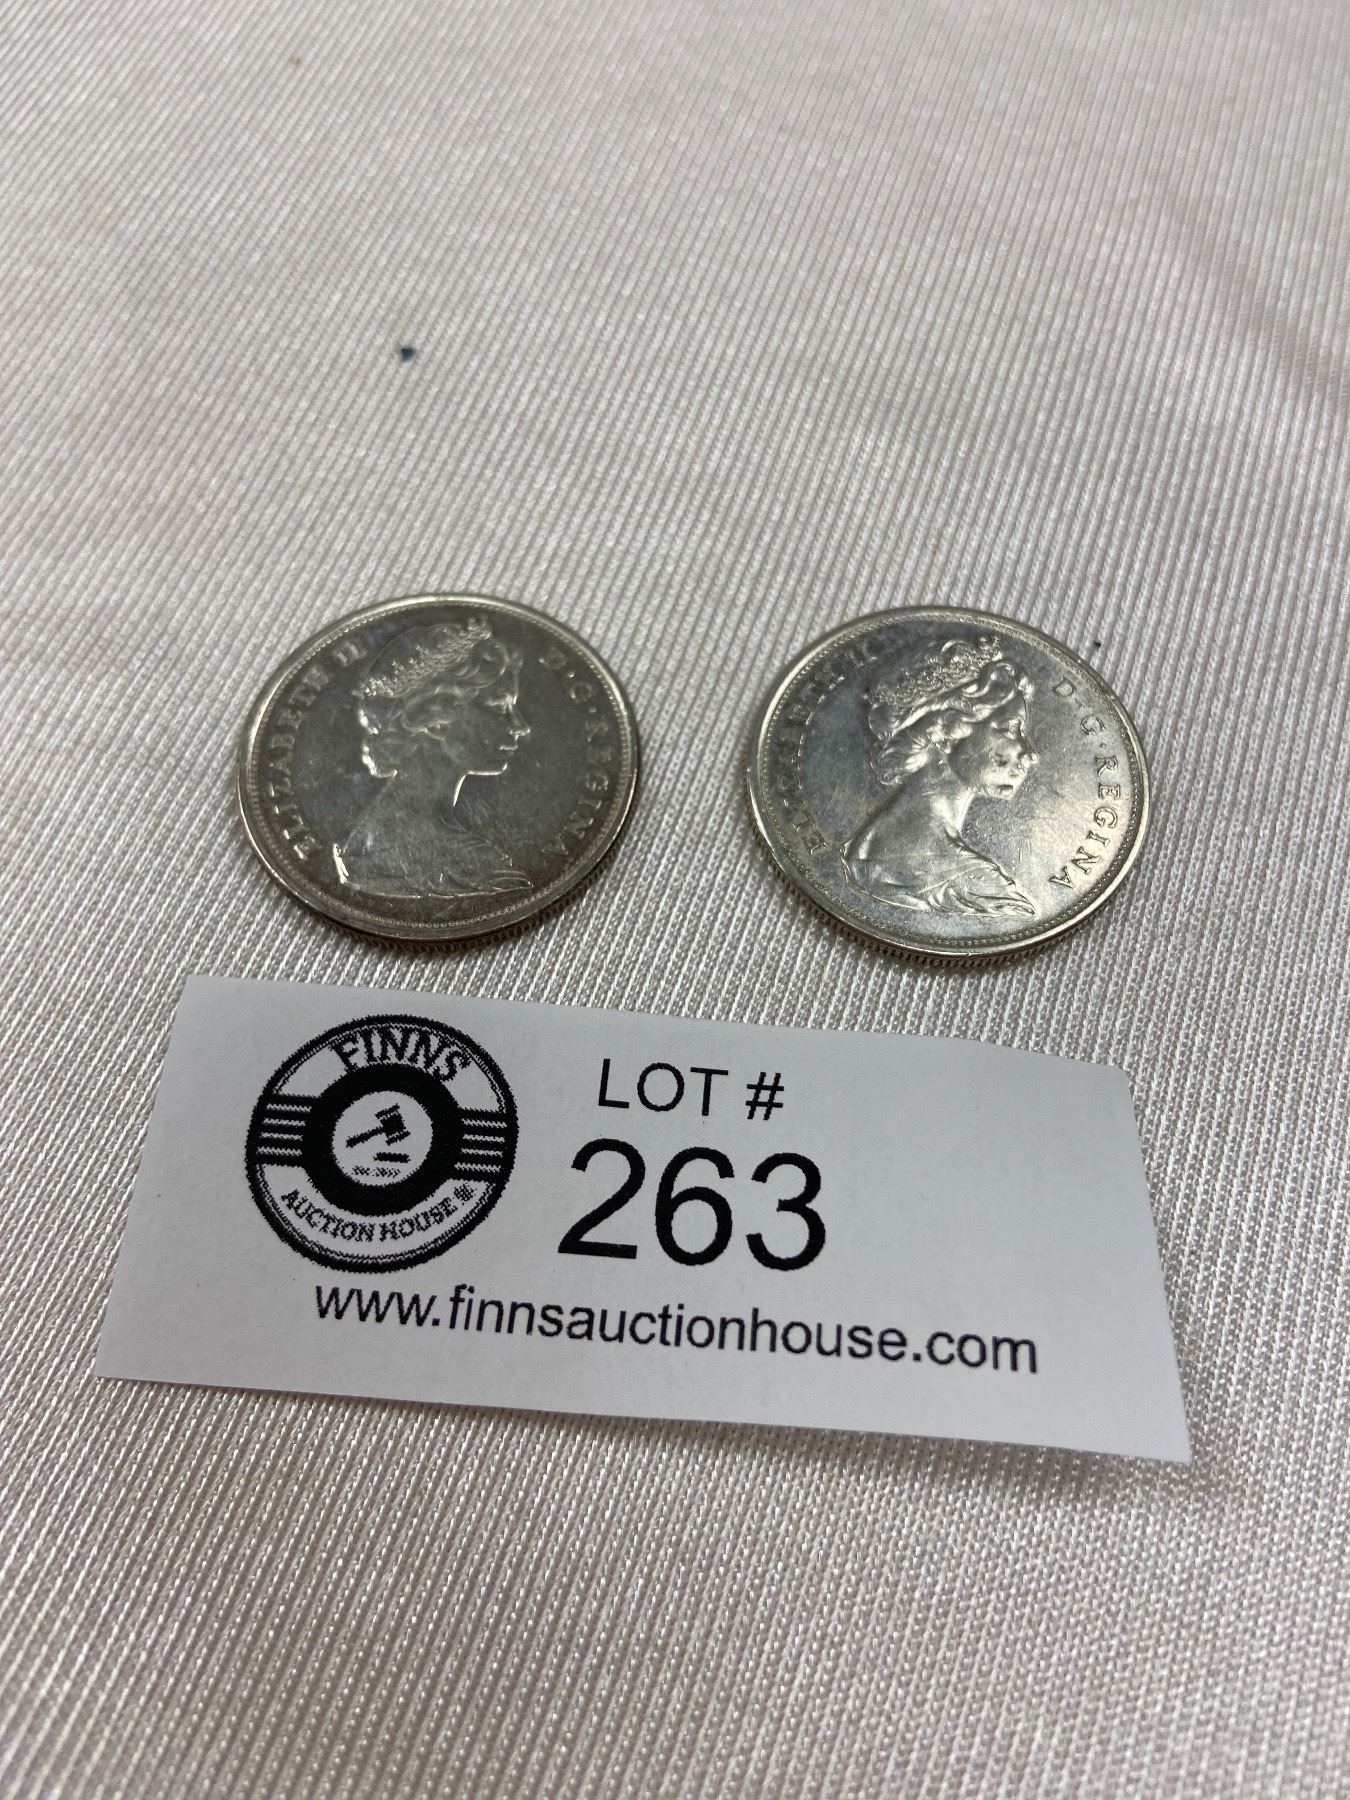 ELIZABETH II D·G·REGINA
ELIZABETH II D·G·REGINA
FINNS
AUCTION HOUSE
LOT #
263
www.finnsauctionhouse.com